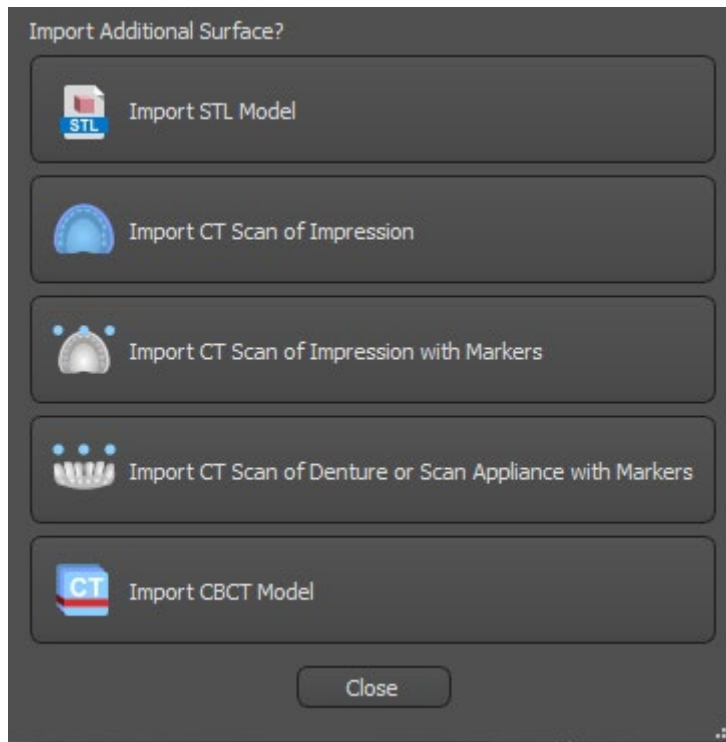 Import Additional Surface?
STL
Import STL Model
Import CT Scan of Impression
Import CT Scan of Impression with Markers
Import CT Scan of Denture or Scan Appliance with Markers
CT
Import CBCT Model
Close